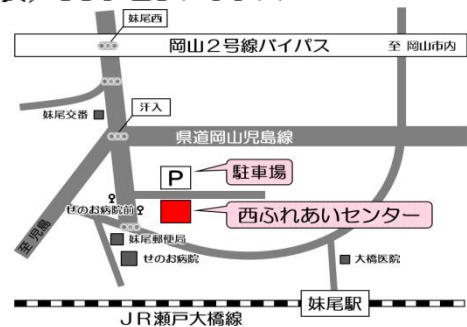 妹尾西
岡山２号線バイパス
至 岡山市内
妹尾交番
汗入
県道岡山児島線
P
駐車場
せのお病院前
西ふれあいセンター
至 児島
妹尾郵便局
せのお病院
大橋医院
妹尾駅
ＪＲ瀬戸大橋線